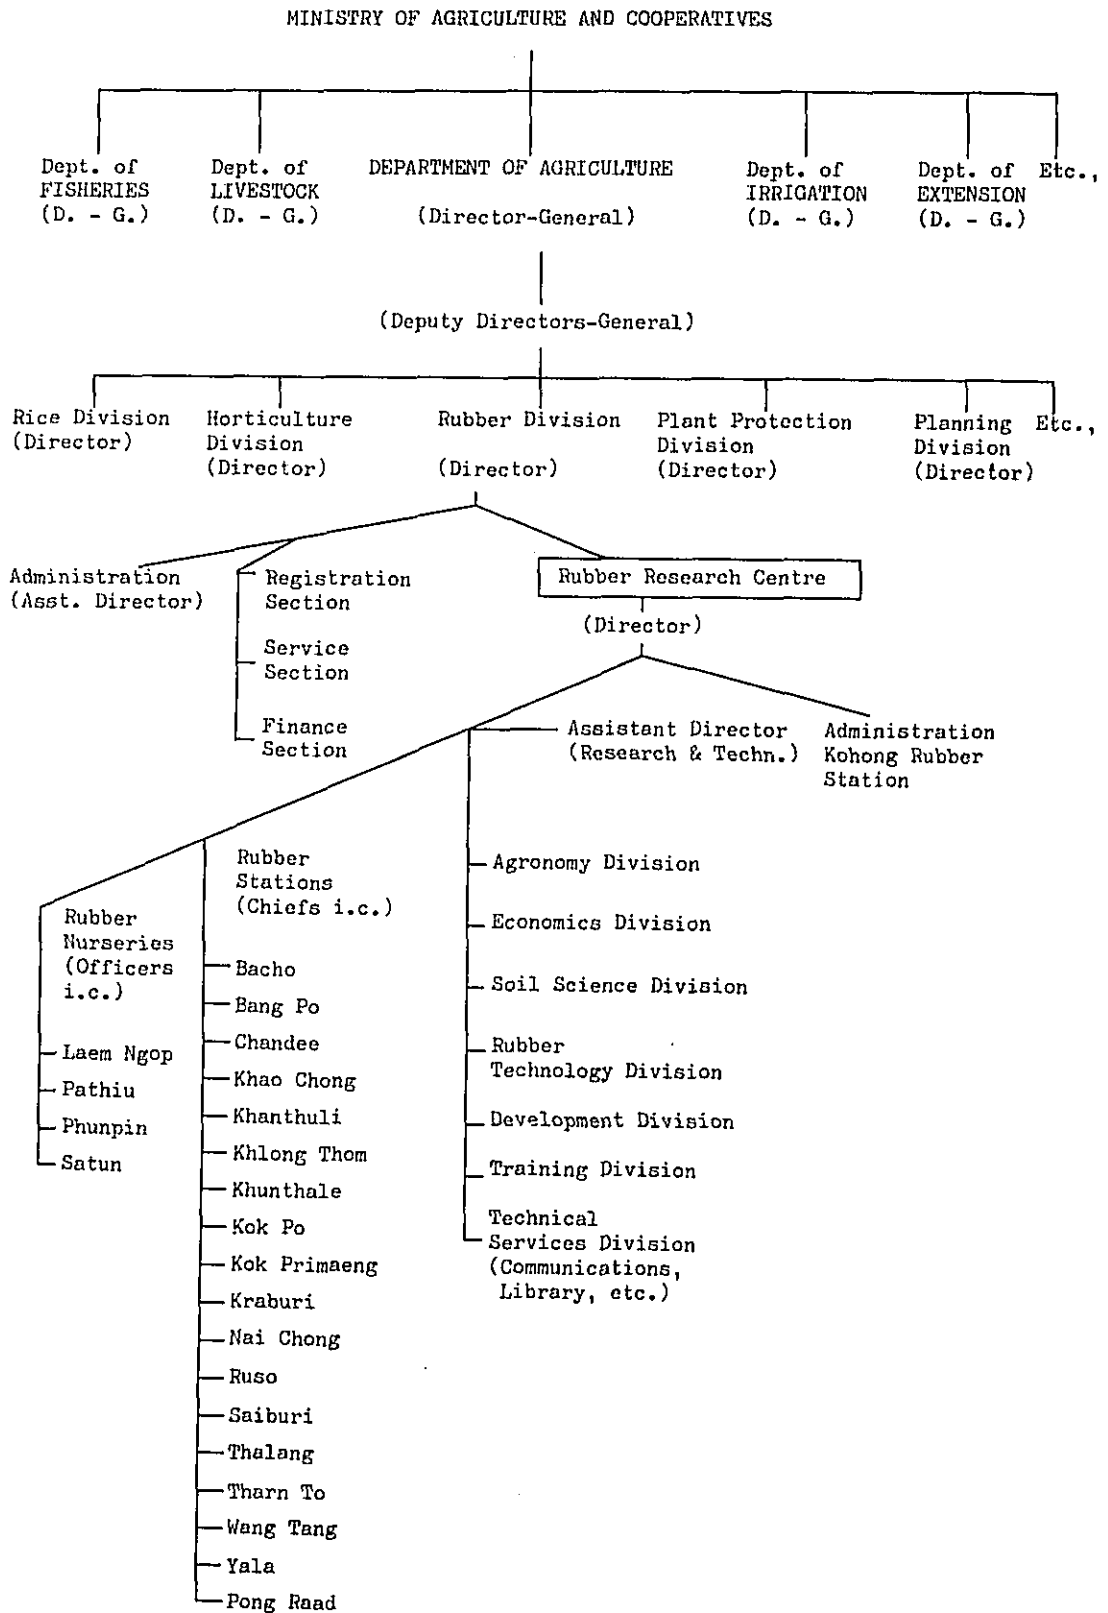 MINISTRY OF AGRICULTURE AND COOPERATIVES
Dept. of
FISHERIES
(D. - G.)
Dept. of
LIVESTOCK
(D. - G.)
DEPARTMENT OF AGRICULTURE
(Director-General)
Dept. of
IRRIGATION
(D. - G.)
Dept. of
EXTENSION
(D. - G.)
Etc.,
(Deputy Directors-General)
Rice Division
(Director)
Horticulture
Division
(Director)
Rubber Division
(Director)
Plant Protection
Division
(Director)
Planning
Division
(Director)
Etc.,
Administration
(Asst. Director)
Registration
Section
Service
Section
Finance
Section
Rubber Research Centre
(Director)
Assistant Director
(Research & Techn.)
Administration
Kohong Rubber
Station
Rubber
Nurseries
(Officers
i.c.)
Laem Ngop
Pathiu
Phunpin
Satun
Rubber
Stations
(Chiefs i.c.)
Bacho
Bang Po
Chandee
Khao Chong
Khanthuli
Khlong Thom
Khunthale
Kok Po
Kok Primaeng
Kraburi
Nai Chong
Ruso
Saiburi
Thalang
Tharn To
Wang Tang
Yala
Pong Raad
Agronomy Division
Economics Division
Soil Science Division
Rubber
Technology Division
Development Division
Training Division
Technical
Services Division
(Communications,
Library, etc.)